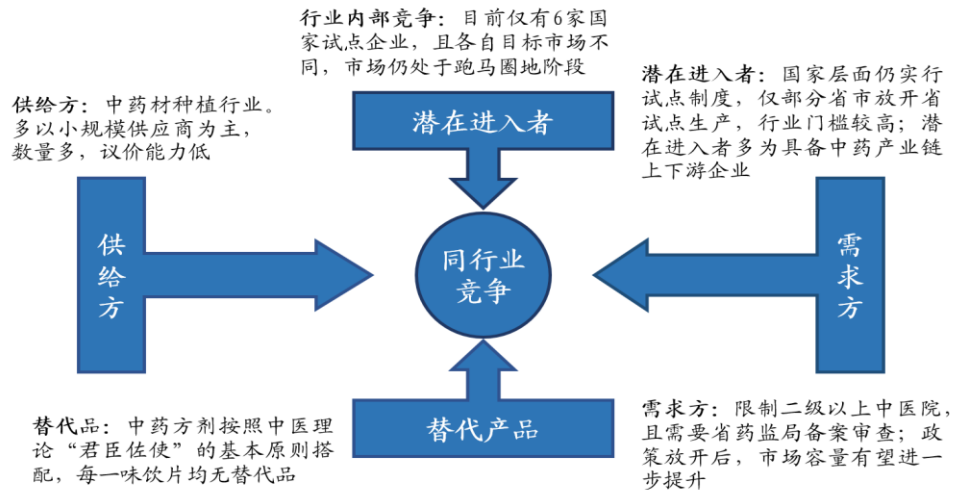 行业内部竞争：目前仅有6家国
家试点企业，且各自目标市场不
同，市场仍处于跑马圈地阶段
潜在进入者：国家层面仍实行
试点制度，仅部分省市放开省
试点生产，行业门槛较高；潜
在进入者多为具备中药产业链
上下游企业
供给方：中药材种植行业。
多以小规模供应商为主，
数量多，议价能力低
潜在进入者
供给方
同行业
竞争
需求方
替代产品
替代品：中药方剂按照中医理
论“君臣佐使”的基本原则搭
配，每一味饮片均无替代品
需求方：限制二级以上中医院，
且需要省药监局备案审查；政
策放开后，市场容量有望进一
步提升